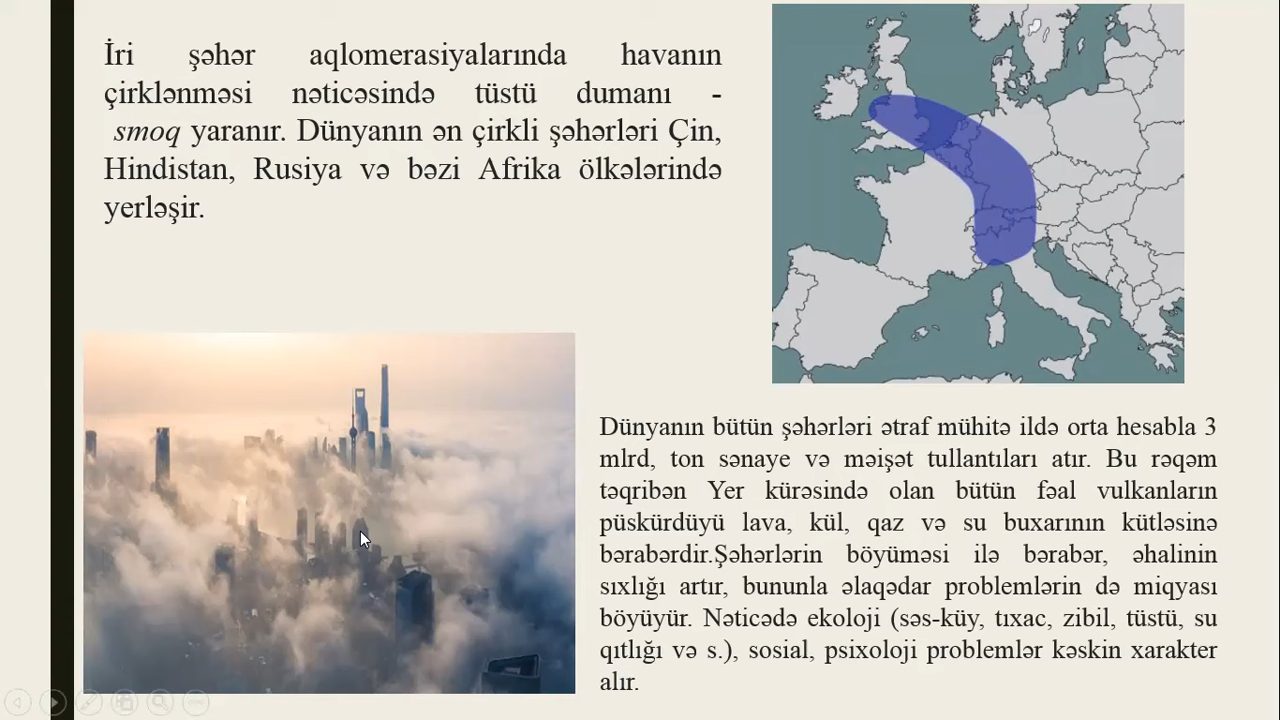 İri şəhər aqlomerasiyalarında havanın
çirklənməsi nəticəsində tüstü dumanı -
smoq yaranır. Dünyanın ən çirkli şəhərləri Çin,
Hindistan, Rusiya və bəzi Afrika ölkələrində
yerləşir.
Dünyanın bütün şəhərləri ətraf mühitə ildə orta hesabla 3
mlrd, ton sənaye və məişət tullantıları atır. Bu rəqəm
təqribən Yer kürəsində olan bütün fəal vulkanların
püskürdüyü lava, kül, qaz və su buxarının kütləsinə
bərabərdir.Şəhərlərin böyüməsi ilə bərabər, əhalinin
sıxlığı artır, bununla əlaqədar problemlərin də miqyası
böyüyür. Nəticədə ekoloji (səs-küy, tıxac, zibil, tüstü, su
qıtlığı və s.), sosial, psixoloji problemlər kəskin xarakter
alır.